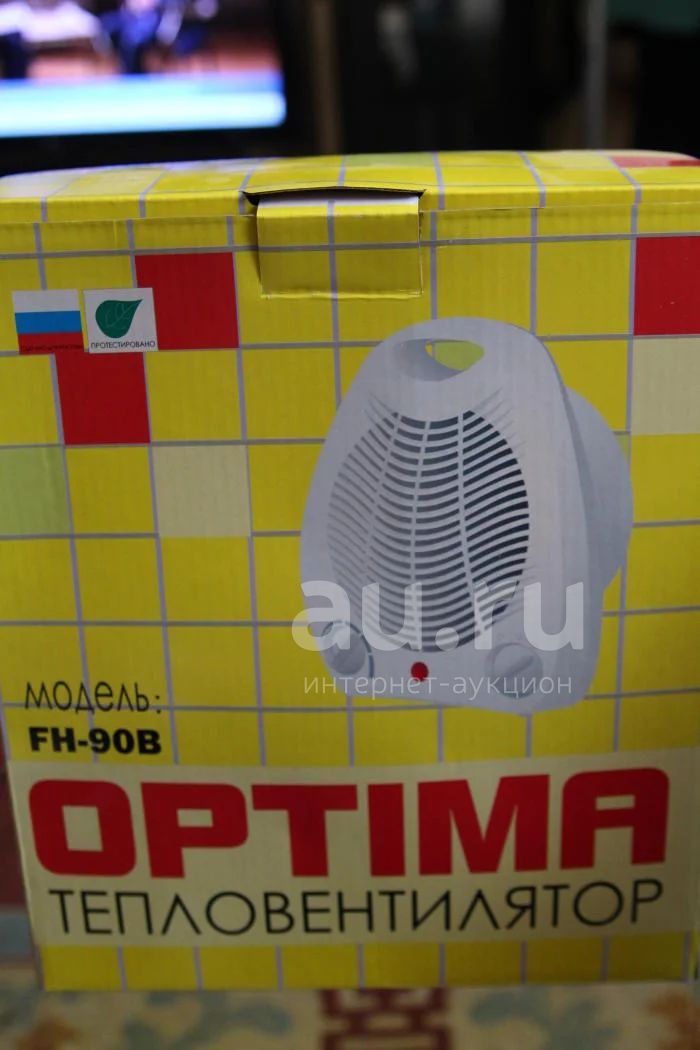 ПРОТЕСТИРОВАНО
au.ru
интернет-аукцион
МОДЕЛЬ:
FH-90B
OPTIMA
ТЕПЛОВЕНТИЛЯТОР